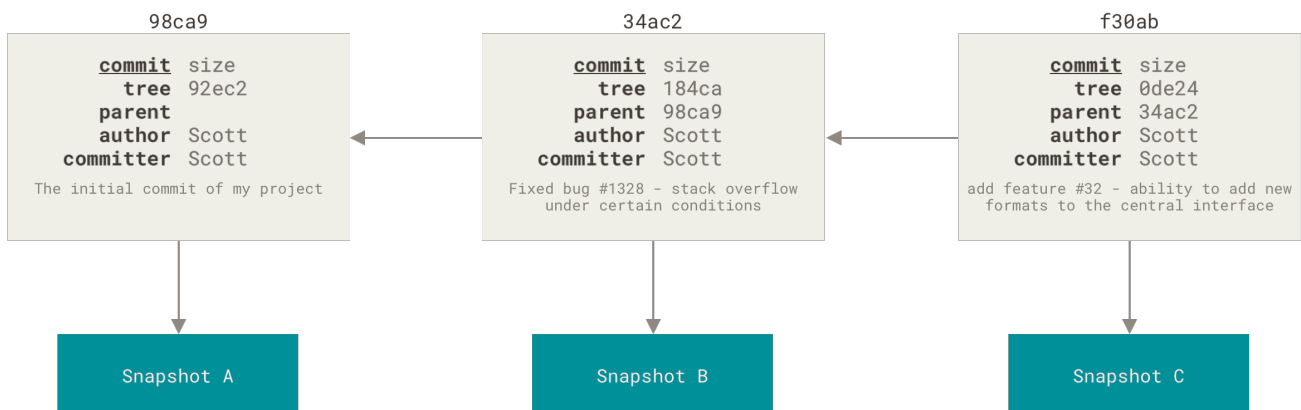 98ca9
commit size
tree 92ec2
parent
author Scott
committer Scott
The initial commit of my project
Snapshot A
34ac2
commit size
tree 184ca
parent 98ca9
author Scott
committer Scott
Fixed bug #1328 - stack overflow
under certain conditions
Snapshot B
f30ab
commit size
tree 0de24
parent 34ac2
author Scott
committer Scott
add feature #32 - ability to add new
formats to the central interface
Snapshot C